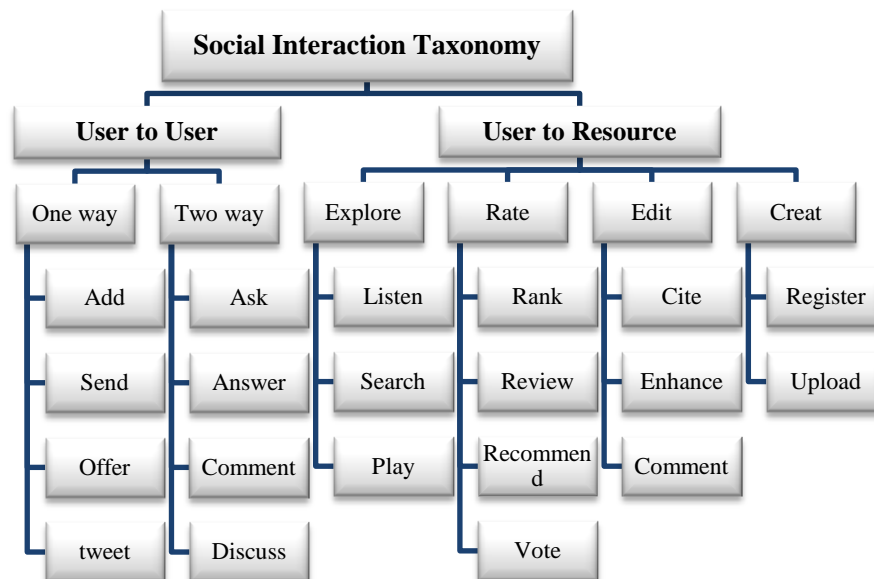 Social Interaction Taxonomy
User to User
User to Resource
One way
Two way
Explore
Rate
Edit
Creat
Add
Ask
Listen
Rank
Cite
Register
Send
Answer
Search
Review
Enhance
Upload
Offer
Comment
Play
Recommen
d
Comment
tweet
Discuss
Vote